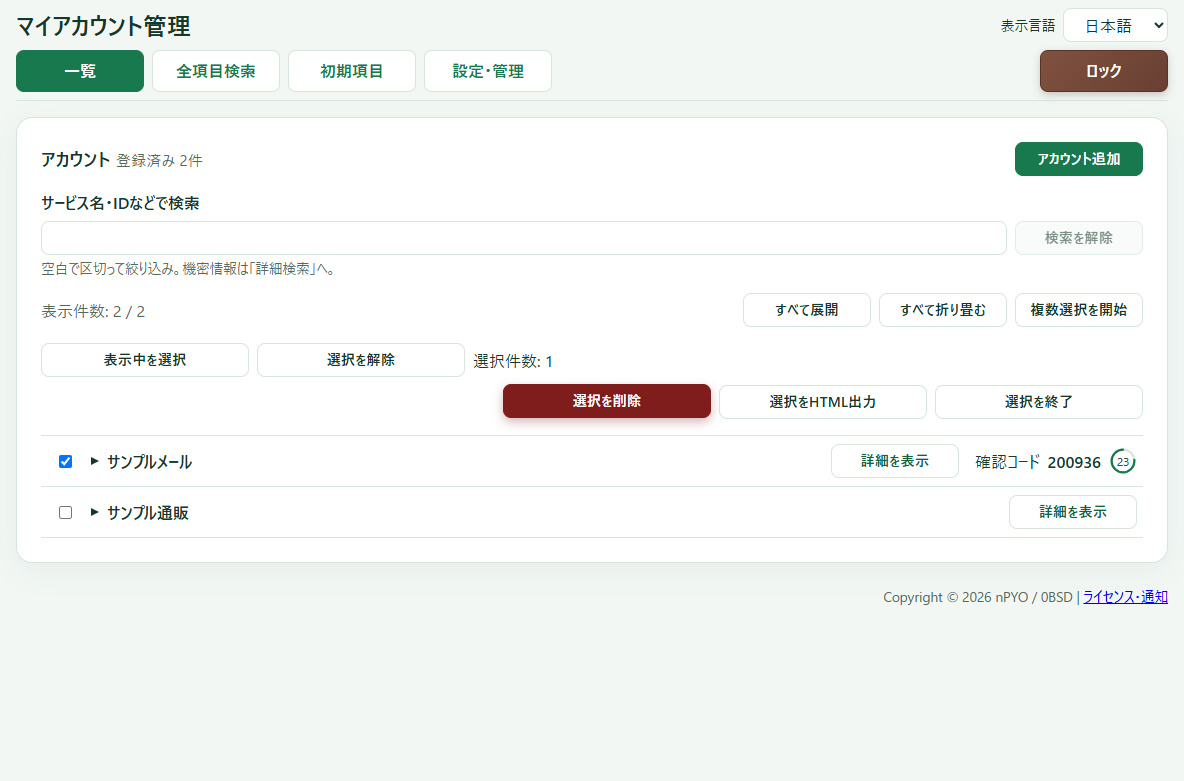 マイアカウント管理
表示言語 日本語
一覧 全項目検索 初期項目 設定・管理 ロック
アカウント 登録済み 2件 アカウント追加
サービス名・IDなどで検索
検索を解除
空白で区切って絞り込み。機密情報は「詳細検索」へ。
表示件数: 2 / 2 すべて展開 すべて折り畳む 複数選択を開始
表示中を選択 選択を解除 選択件数: 1
選択を削除 選択をHTML出力 選択を終了
サンプルメール 詳細を表示 確認コード 200936 23
サンプル通販 詳細を表示
Copyright © 2026 nPYO / 0BSD | ライセンス・通知